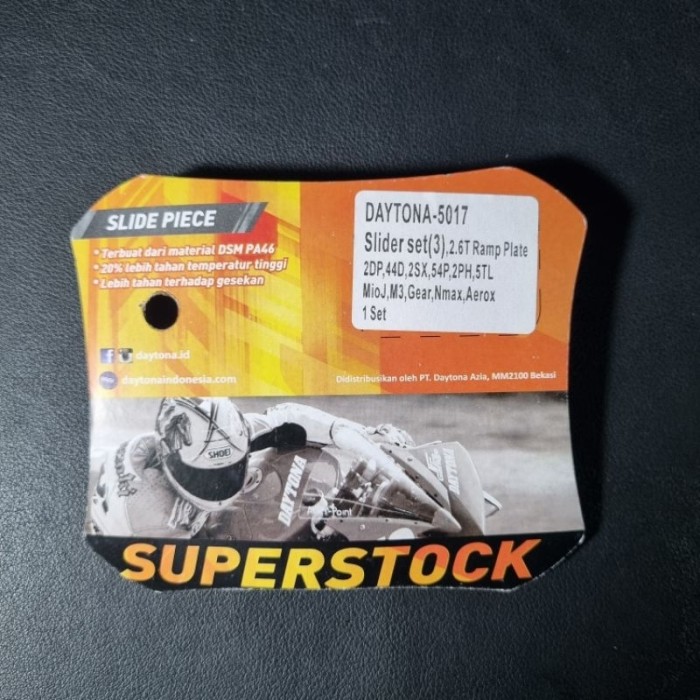 SLIDE PIECE
* Terbuat dari material DSM PA46
* 20% lebih tahan temperatur tinggi
* Lebih tahan terhadap gesekan
DAYTONA-5017
Slider set(3),2.6T Ramp Plate
2DP,44D,2SX,54P,2PH,5TL
MioJ,M3,Gear,Nmax,Aerox
1 Set
f daytona.id
daytonaindonesia.com
Didistribusikan oleh PT. Daytona Azia, MM2100 Bekasi
SHOEI
DAYTONA
SUPERSTOCK